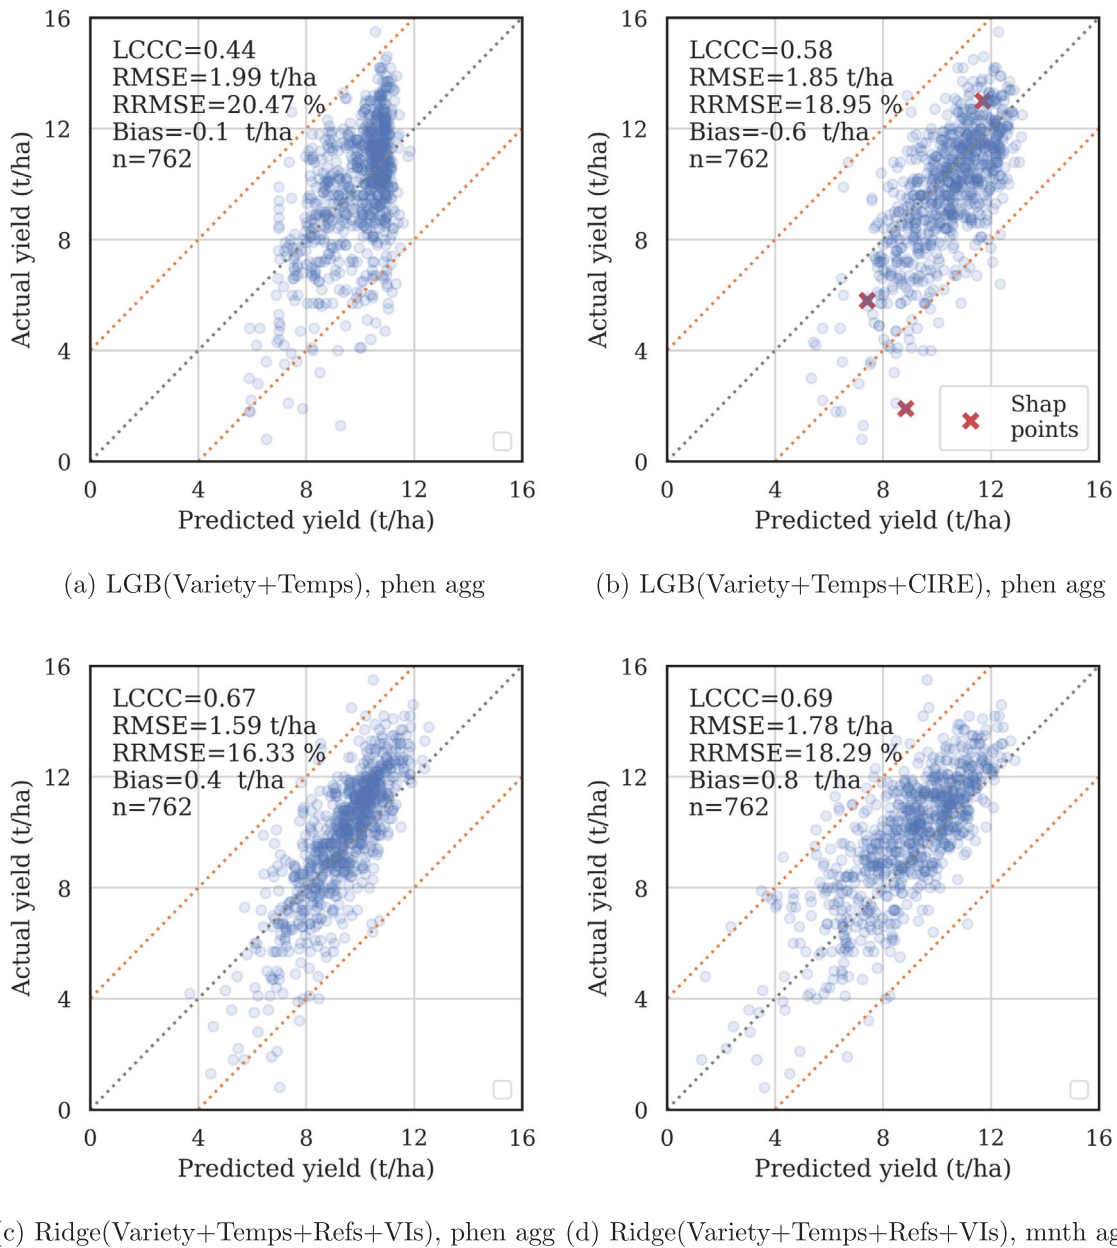 16
LCCC=0.44
RMSE=1.99 t/ha
RRMSE=20.47 %
Bias=-0.1 t/ha
n=762
12
8
4
0
Actual yield (t/ha)
0 4 8 12 16
Predicted yield (t/ha)
(a) LGB(Variety+Temps), phen agg
16
LCCC=0.58
RMSE=1.85 t/ha
RRMSE=18.95 %
Bias=-0.6 t/ha
n=762
12
8
4
0
Actual yield (t/ha)
Shap
points
0 4 8 12 16
Predicted yield (t/ha)
(b) LGB(Variety+Temps+CIRE), phen agg
16
LCCC=0.67
RMSE=1.59 t/ha
RRMSE=16.33 %
Bias=0.4 t/ha
n=762
12
8
4
0
Actual yield (t/ha)
0 4 8 12 16
Predicted yield (t/ha)
c) Ridge(Variety+Temps+Refs+VIs), phen agg
16
LCCC=0.69
RMSE=1.78 t/ha
RRMSE=18.29 %
Bias=0.8 t/ha
n=762
12
8
4
0
Actual yield (t/ha)
0 4 8 12 16
Predicted yield (t/ha)
(d) Ridge(Variety+Temps+Refs+VIs), mnth ag